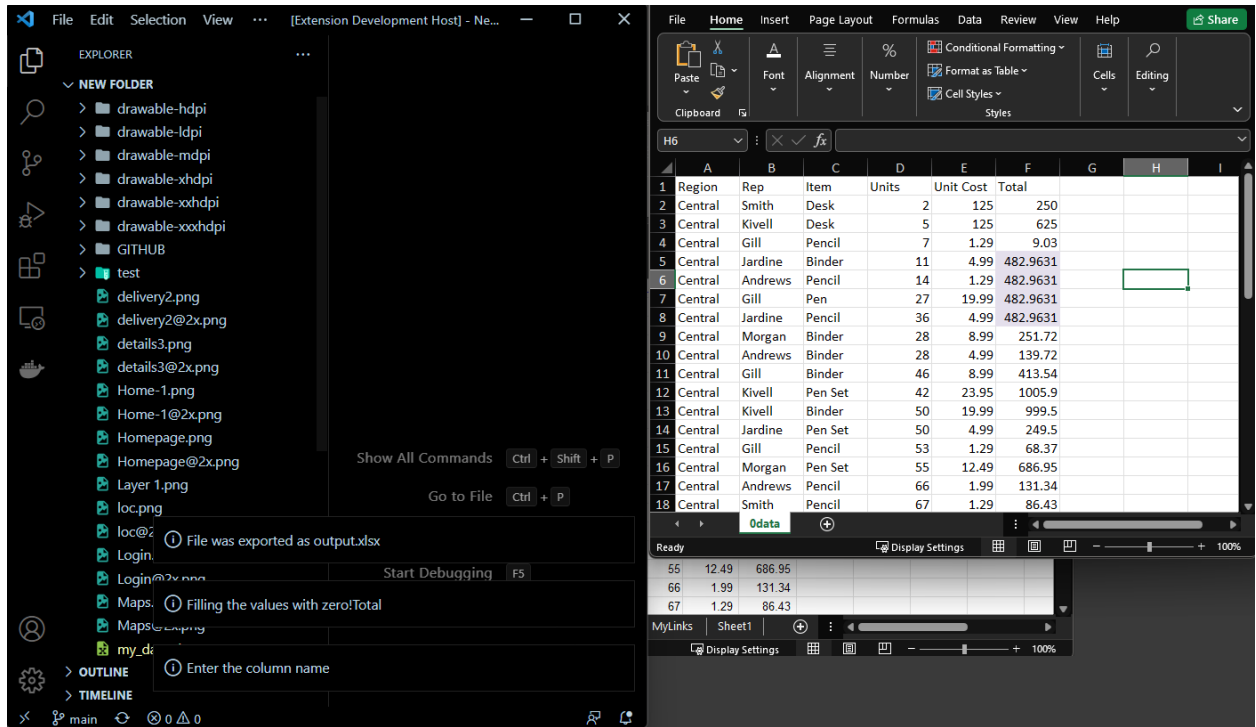 File Edit Selection View ··· [Extension Development Host] - Ne...
EXPLORER ···
NEW FOLDER
drawable-hdpi
drawable-ldpi
drawable-mdpi
drawable-xhdpi
drawable-xxhdpi
drawable-xxxhdpi
GITHUB
test
delivery2.png
delivery2@2x.png
details3.png
details3@2x.png
Home-1.png
Home-1@2x.png
Homepage.png
Homepage@2x.png
Layer 1.png
loc.png
loc@2
Login.
Login@2x.png
Maps.
Maps@2x.png
my_da
OUTLINE
TIMELINE
main 0 0
Show All Commands Ctrl + Shift + P
Go to File Ctrl + P
Start Debugging F5
File was exported as output.xlsx
Filling the values with zero!Total
Enter the column name
File Home Insert Page Layout Formulas Data Review View Help Share
Paste
Clipboard
Font
Alignment
%
Number
Conditional Formatting
Format as Table
Cell Styles
Styles
Cells
Editing
H6 fx
A B C D E F G H I
1 Region Rep Item Units Unit Cost Total
2 Central Smith Desk 2 125 250
3 Central Kivell Desk 5 125 625
4 Central Gill Pencil 7 1.29 9.03
5 Central Jardine Binder 11 4.99 482.9631
6 Central Andrews Pencil 14 1.29 482.9631
7 Central Gill Pen 27 19.99 482.9631
8 Central Jardine Pencil 36 4.99 482.9631
9 Central Morgan Binder 28 8.99 251.72
10 Central Andrews Binder 28 4.99 139.72
11 Central Gill Binder 46 8.99 413.54
12 Central Kivell Pen Set 42 23.95 1005.9
13 Central Kivell Binder 50 19.99 999.5
14 Central Jardine Pen Set 50 4.99 249.5
15 Central Gill Pencil 53 1.29 68.37
16 Central Morgan Pen Set 55 12.49 686.95
17 Central Andrews Pencil 66 1.99 131.34
18 Central Smith Pencil 67 1.29 86.43
0data
Ready Display Settings 100%
55 12.49 686.95
66 1.99 131.34
67 1.29 86.43
MyLinks Sheet1
Display Settings 100%